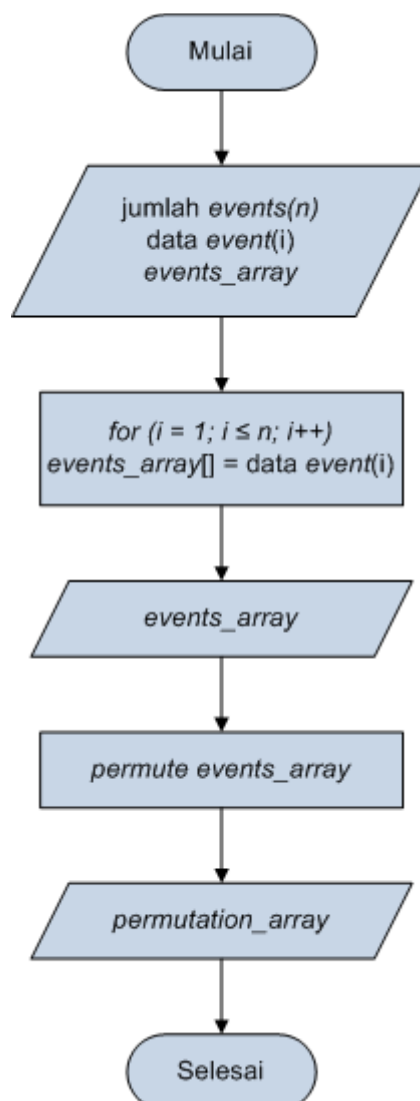 Mulai
jumlah events(n)
data event(i)
events_array
for (i = 1; i ≤ n; i++)
events_array[] = data event(i)
events_array
permute events_array
permutation_array
Selesai